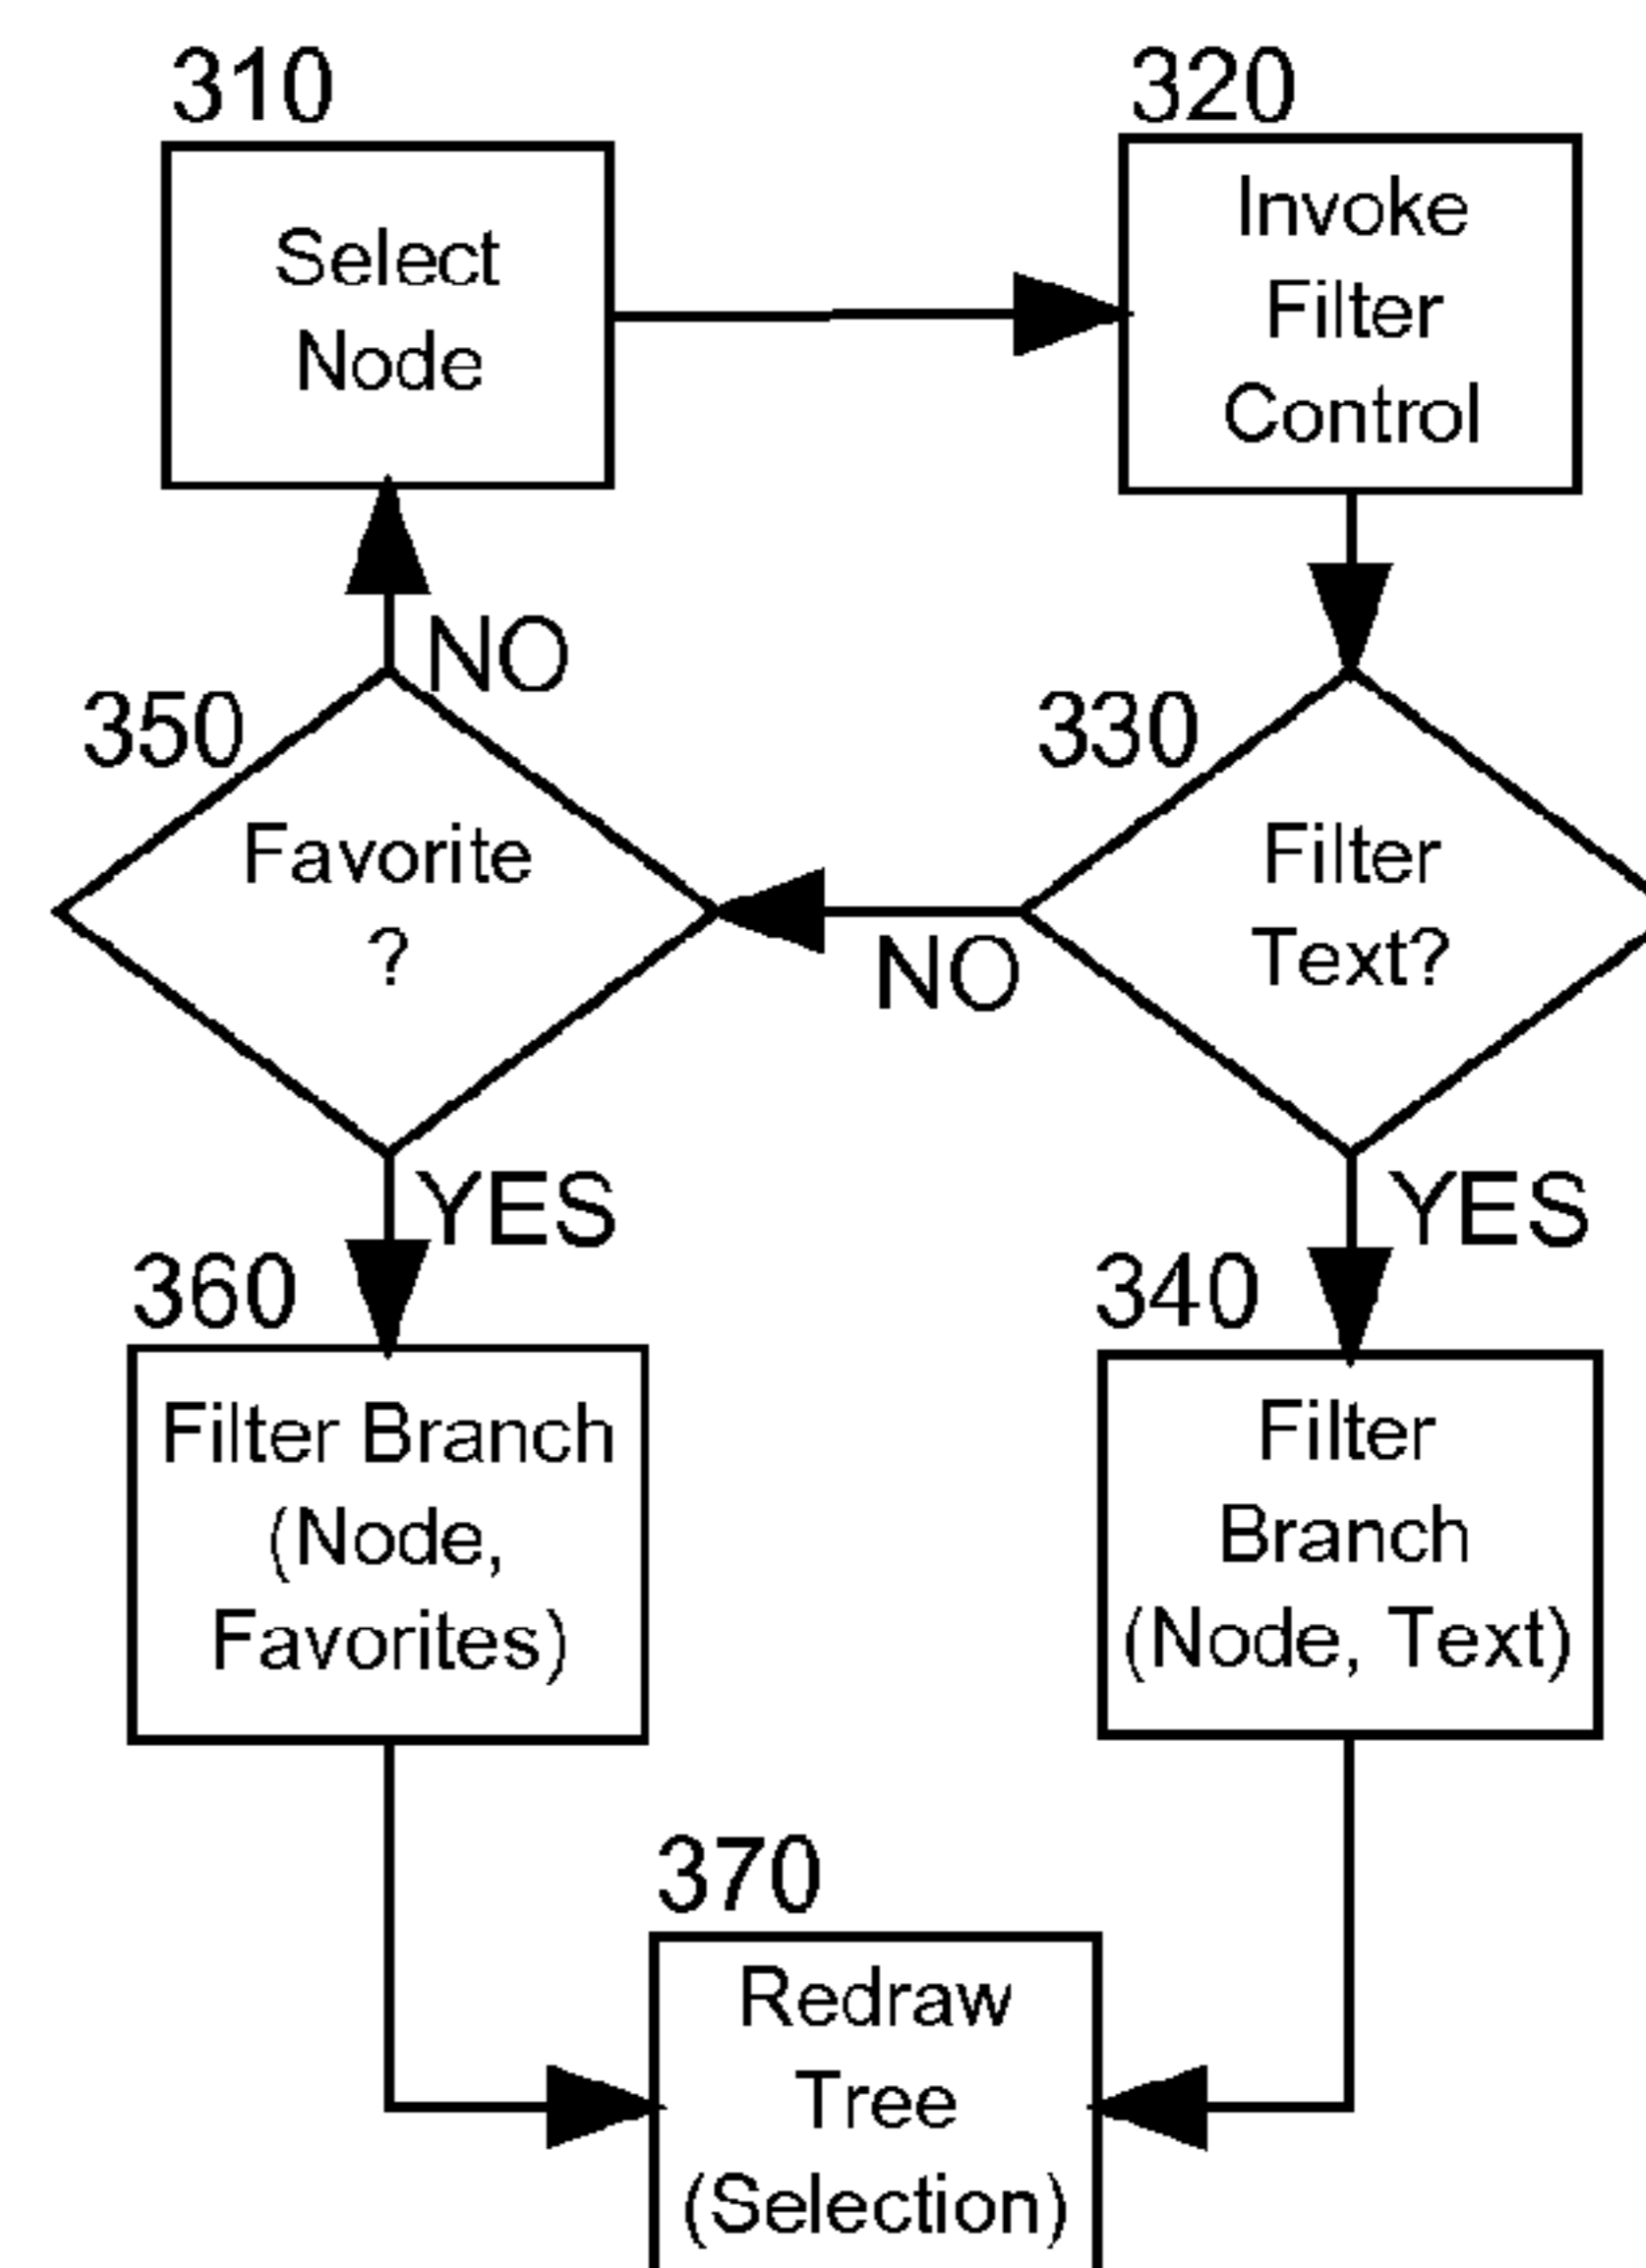 310
Select
Node
320
Invoke
Filter
Control
NO
350
Favorite
?
330
Filter
Text?
NO
YES
YES
360
Filter Branch
(Node,
Favorites)
340
Filter
Branch
(Node, Text)
370
Redraw
Tree
(Selection)